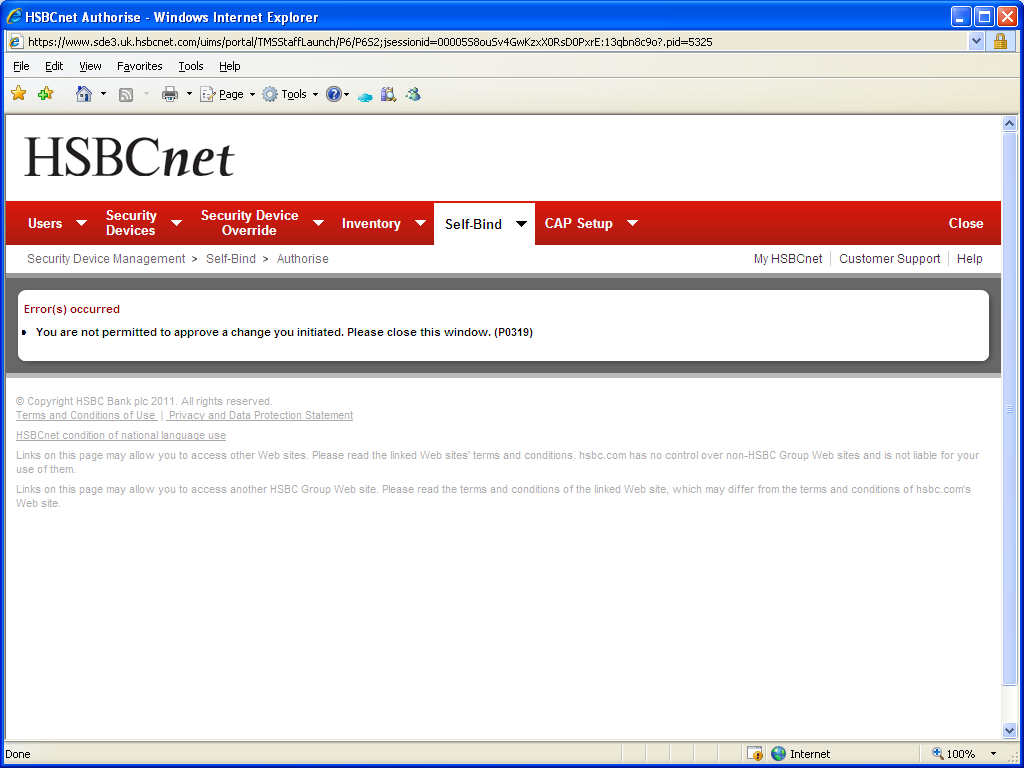 HSBCnet Authorise - Windows Internet Explorer
https://www.sde3.uk.hsbcnet.com/uims/portal/TMSStaffLaunch/P6/P6S2;jsessionid=0000S58ouSv4GwKzxX0RsD0PxrE:13qbn8c9o?.pid=5325
File Edit View Favorites Tools Help
Page Tools
HSBCnet
Users Security Devices Security Device Override Inventory Self-Bind CAP Setup Close
Security Device Management > Self-Bind > Authorise My HSBCnet Customer Support Help
Error(s) occurred
You are not permitted to approve a change you initiated. Please close this window. (P0319)
© Copyright HSBC Bank plc 2011. All rights reserved.
Terms and Conditions of Use | Privacy and Data Protection Statement
HSBCnet condition of national language use
Links on this page may allow you to access other Web sites. Please read the linked Web sites' terms and conditions. hsbc.com has no control over non-HSBC Group Web sites and is not liable for your
use of them.
Links on this page may allow you to access another HSBC Group Web site. Please read the terms and conditions of the linked Web site, which may differ from the terms and conditions of hsbc.com's
Web site.
Done Internet 100%